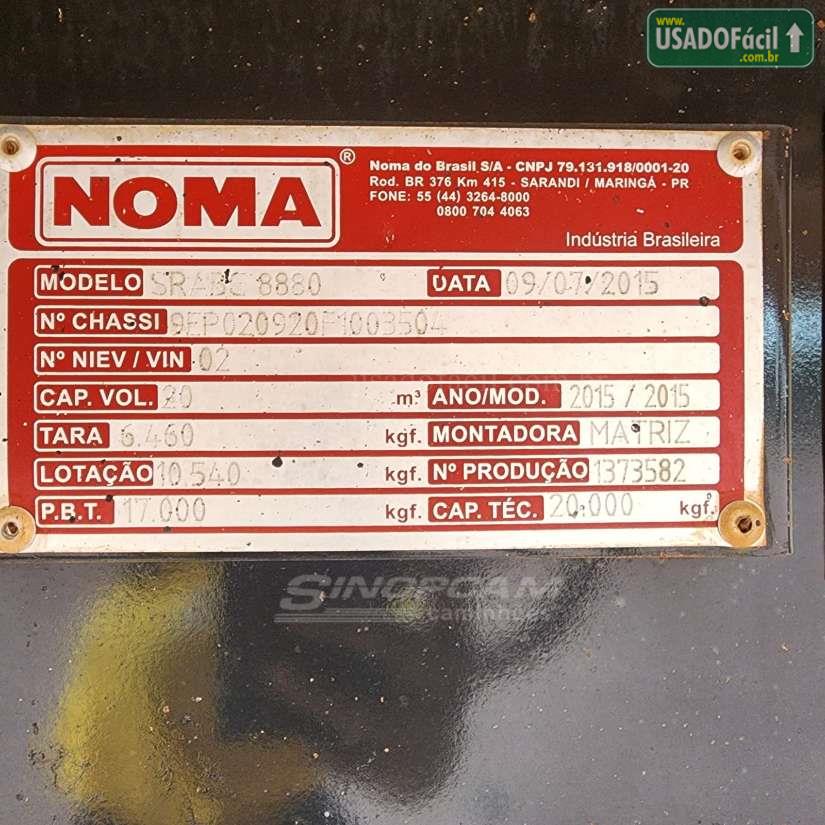 www.
USADOFácil
.com.br
NOMA®
Noma do Brasil S/A - CNPJ 79.131.918/0001-20
Rod. BR 376 Km 415 - SARANDI / MARINGÁ - PR
FONE: 55 (44) 3264-8000
0800 704 4063
Indústria Brasileira
MODELO SRABC 8880 DATA 09/07/2015
Nº CHASSI 9EP020920F1003504
Nº NIEV / VIN 02
CAP. VOL. 20 m³ ANO/MOD. 2015 / 2015
TARA 6.460 kgf. MONTADORA MATRIZ
LOTAÇÃO 10.540 kgf. Nº PRODUÇÃO 1373582
P.B.T. 17.000 kgf. CAP. TÉC. 20.000 kgf.
SINOPCAM